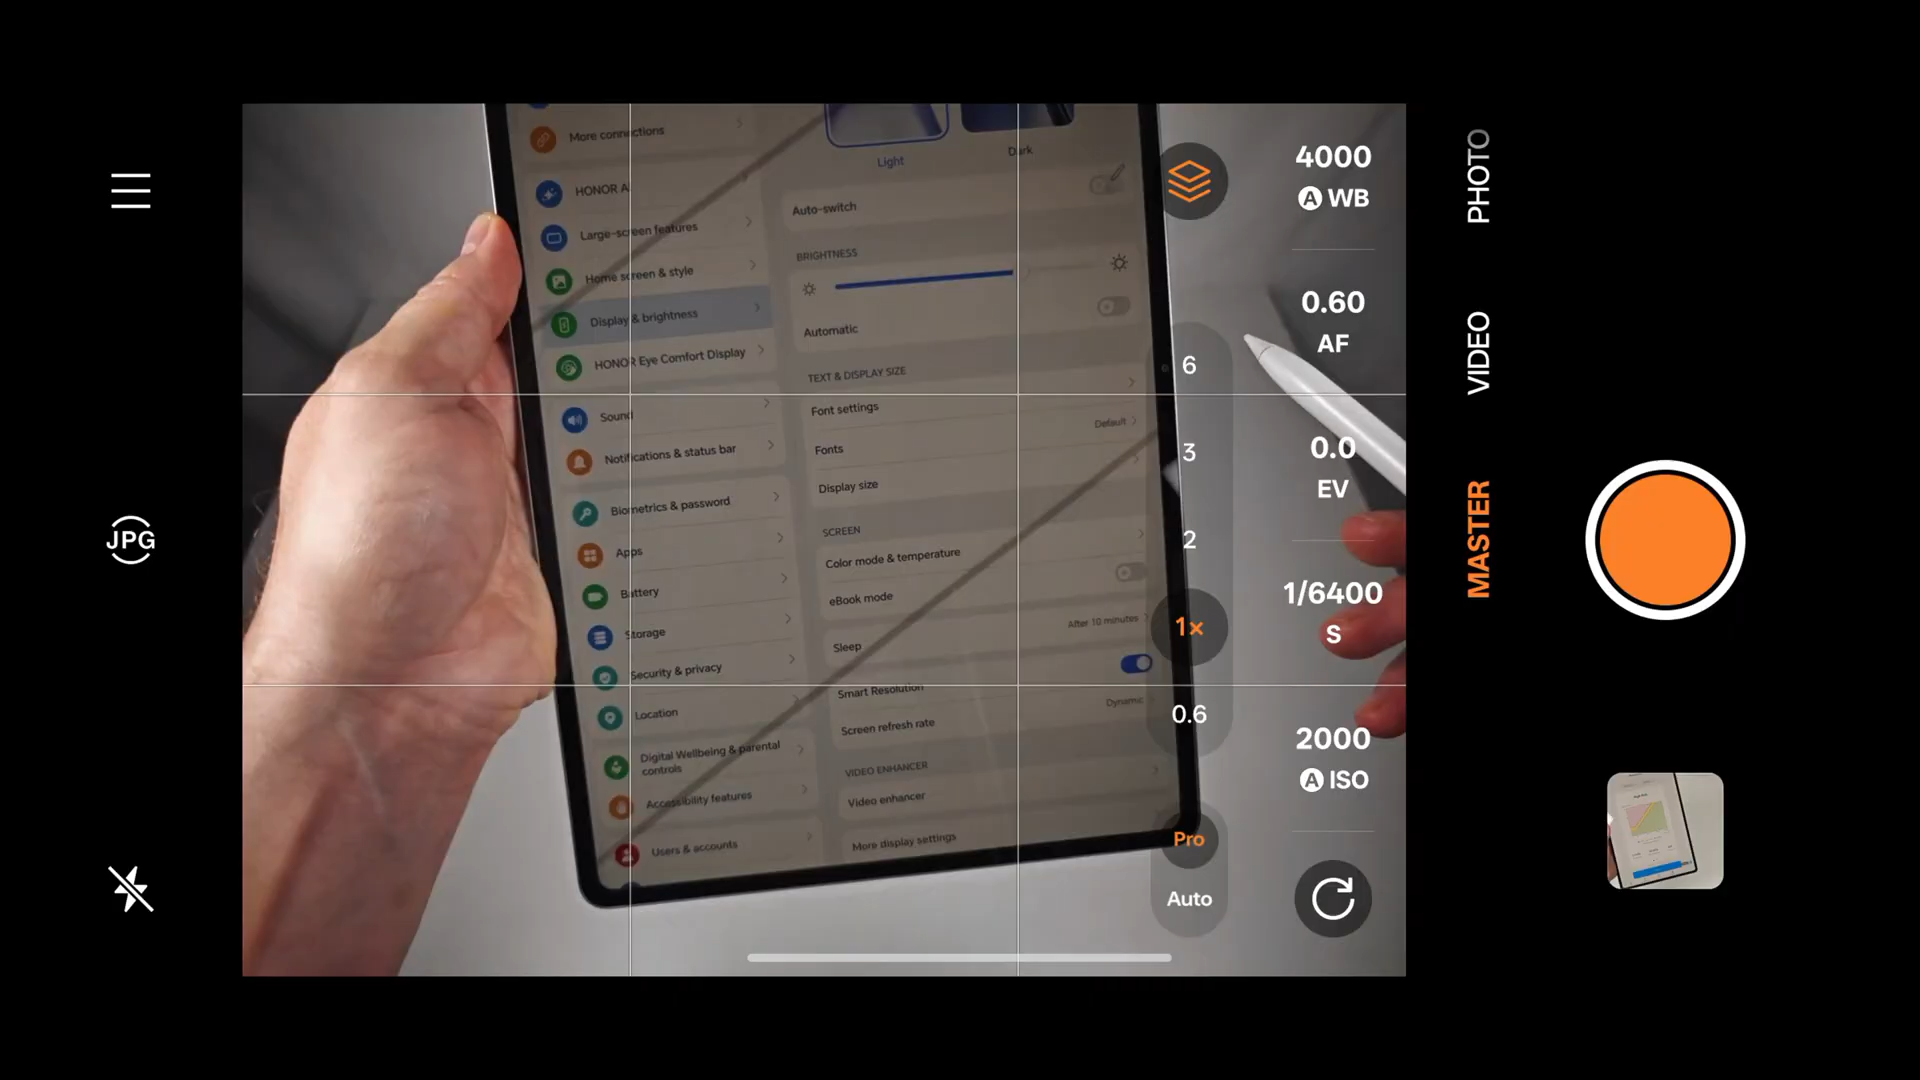 JPG
More connections
HONOR A
Large-screen features
Home screen & style
Display & brightness
HONOR Eye Comfort Display
Sound
Notifications & status bar
Biometrics & password
Apps
Battery
Storage
Security & privacy
Location
Digital Wellbeing & parental
controls
Accessibility features
Users & accounts
Light
Dark
Auto-switch
BRIGHTNESS
Automatic
TEXT & DISPLAY SIZE
Font settings
Fonts
Default
Display size
SCREEN
Color mode & temperature
eBook mode
Sleep
After 10 minutes
Smart Resolution
Screen refresh rate
Dynamic
VIDEO ENHANCER
Video enhancer
More display settings
6
3
2
1×
0.6
Pro
Auto
4000
A WB
0.60
AF
0.0
EV
1/6400
S
2000
A ISO
PHOTO
VIDEO
MASTER